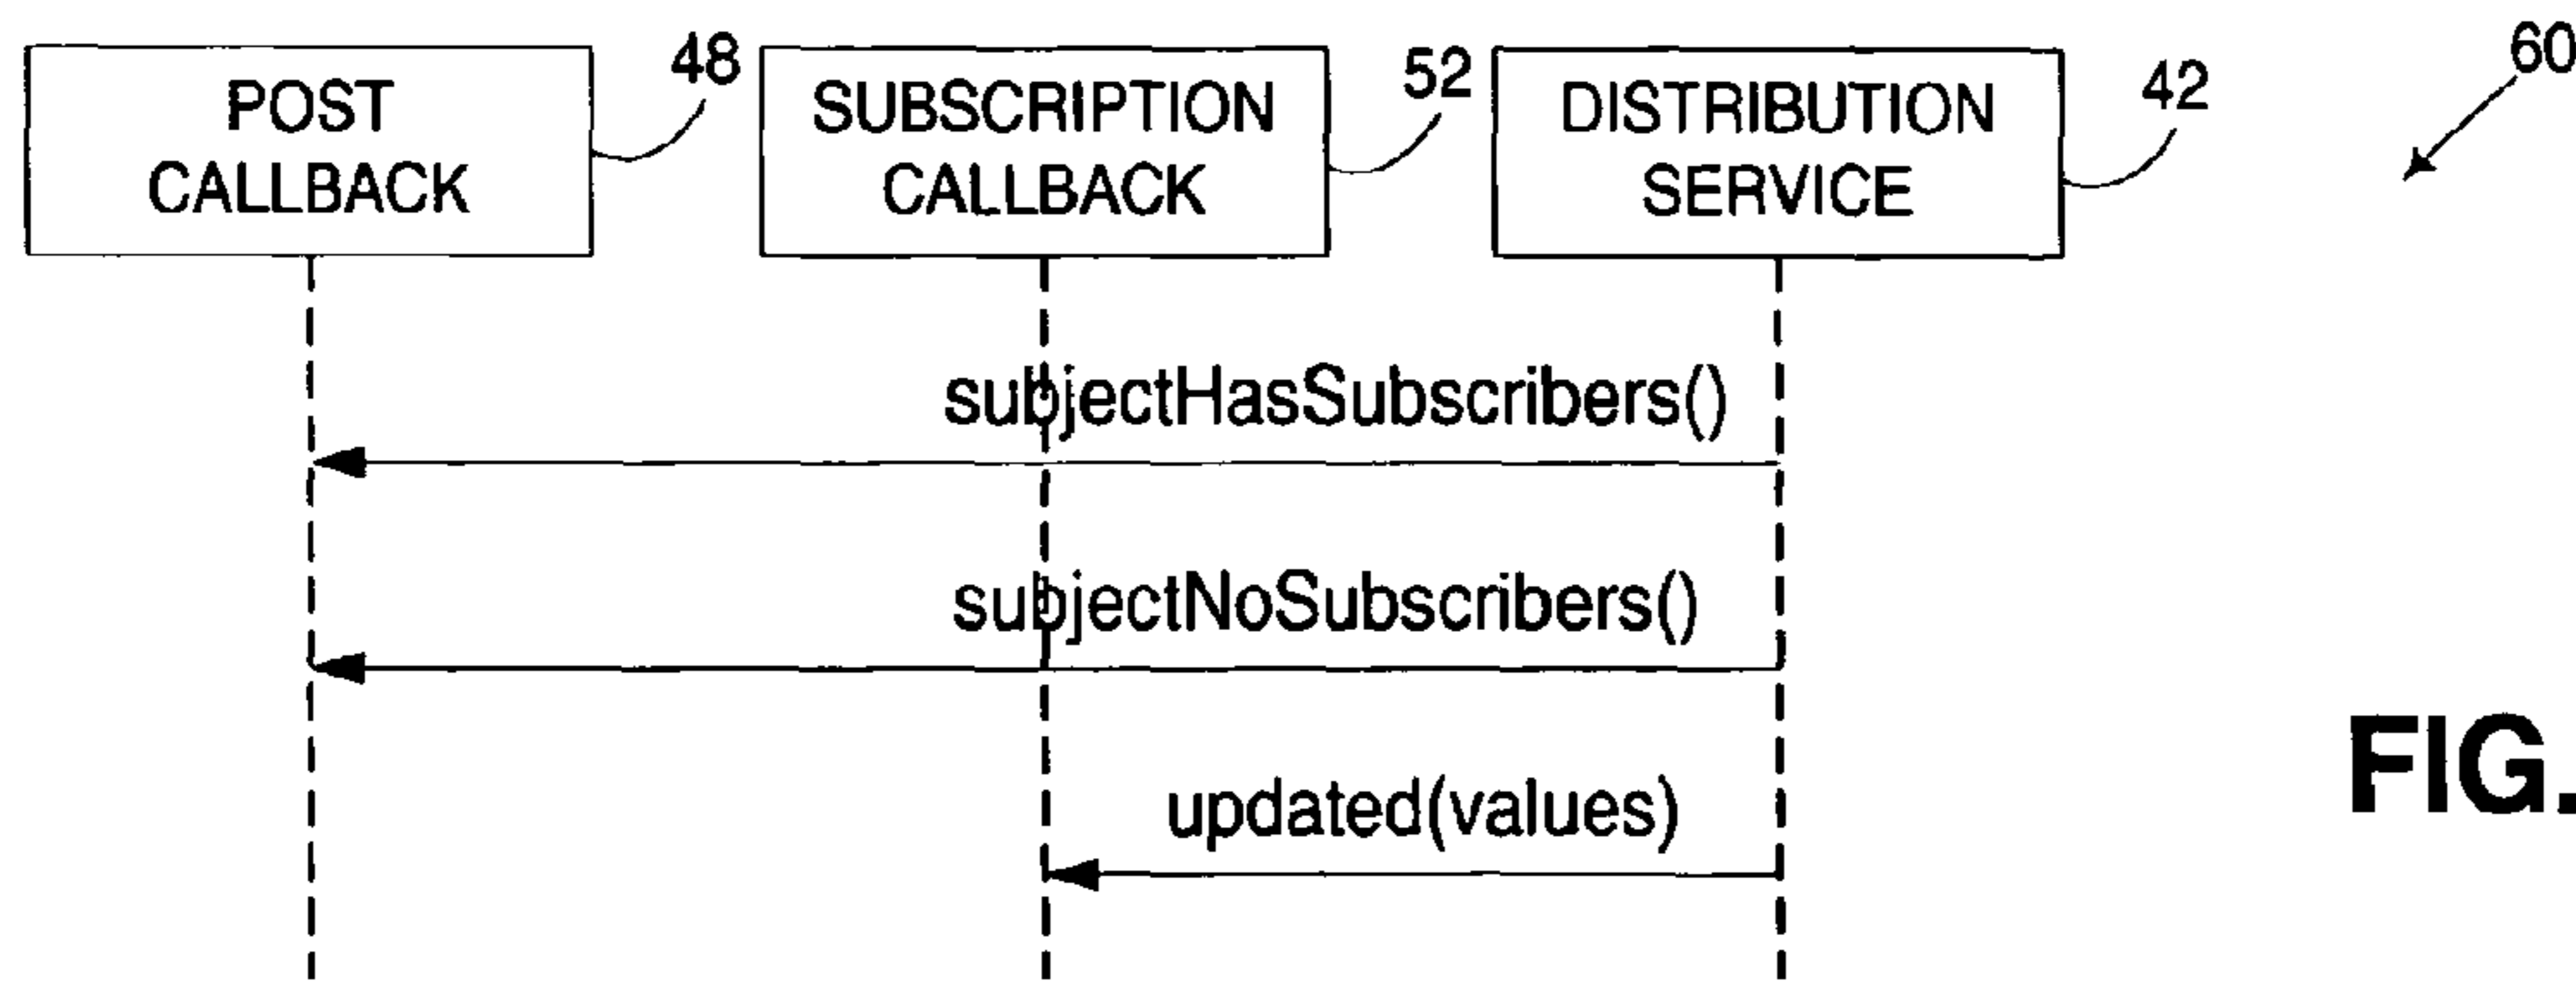 POST
CALLBACK
48
SUBSCRIPTION
CALLBACK
52
DISTRIBUTION
SERVICE
42
60
subjectHasSubscribers()
subjectNoSubscribers()
updated(values)
FIG.